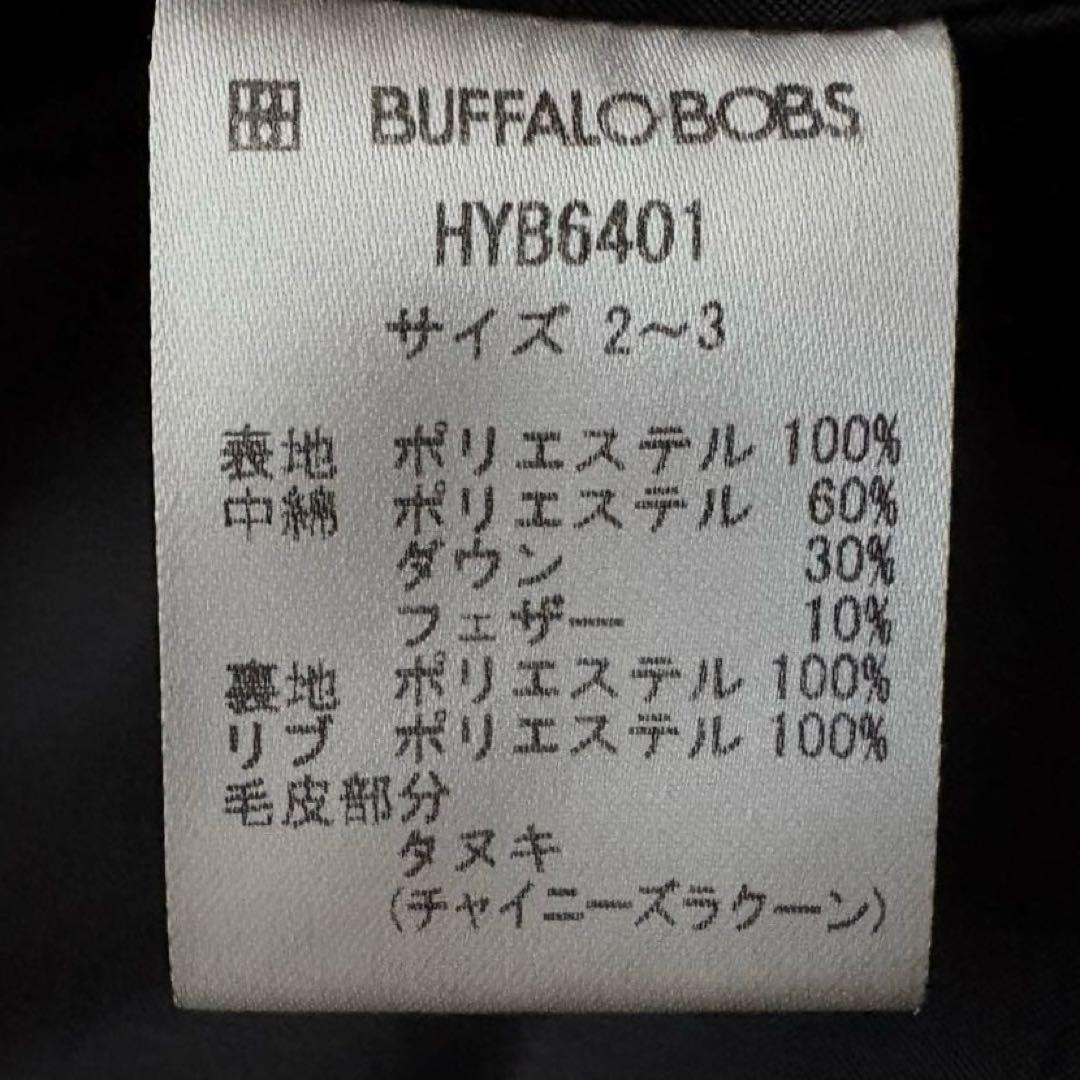 BUFFALO BOBS
HYB6401
サイズ 2～3
表地 ポリエステル 100%
中綿 ポリエステル 60%
ダウン 30%
フェザー 10%
裏地 ポリエステル 100%
リブ ポリエステル 100%
毛皮部分
タヌキ
(チャイニーズラクーン)